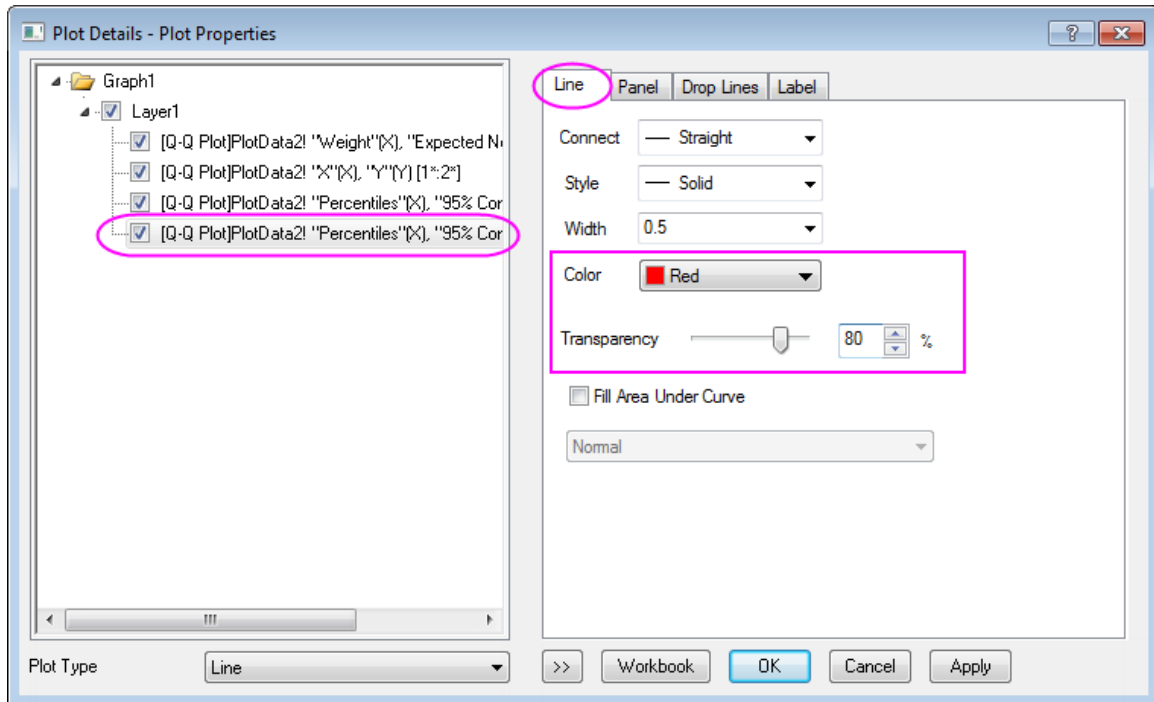 Plot Details - Plot Properties
Graph1
Layer1
[Q-Q Plot]PlotData2! "Weight"(X), "Expected N
[Q-Q Plot]PlotData2! "X"(X), "Y"(Y) [1*:2*]
[Q-Q Plot]PlotData2! "Percentiles"(X), "95% Cor
[Q-Q Plot]PlotData2! "Percentiles"(X), "95% Cor
Plot Type
Line
Line
Panel
Drop Lines
Label
Connect
Straight
Style
Solid
Width
0.5
Color
Red
Transparency
80
%
Fill Area Under Curve
Normal
>>
Workbook
OK
Cancel
Apply